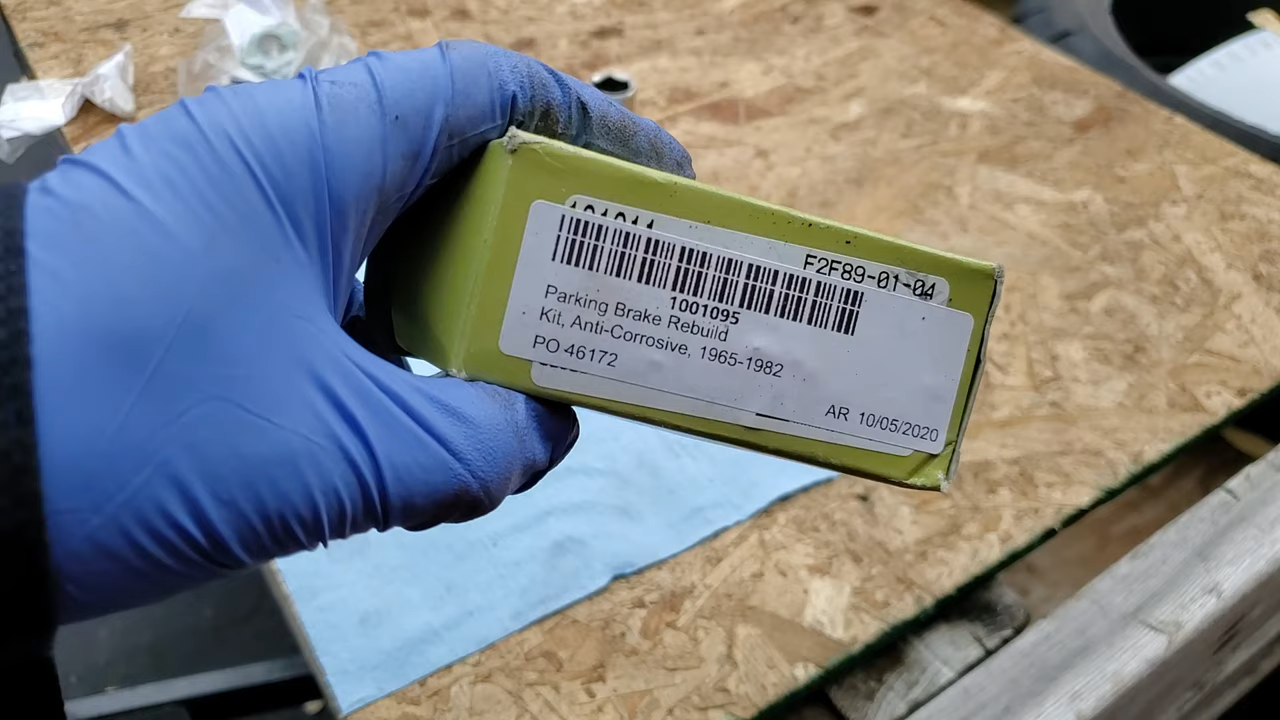 F2F89-01-04
1001095
Parking Brake Rebuild
Kit, Anti-Corrosive, 1965-1982
PO 46172
AR 10/05/2020